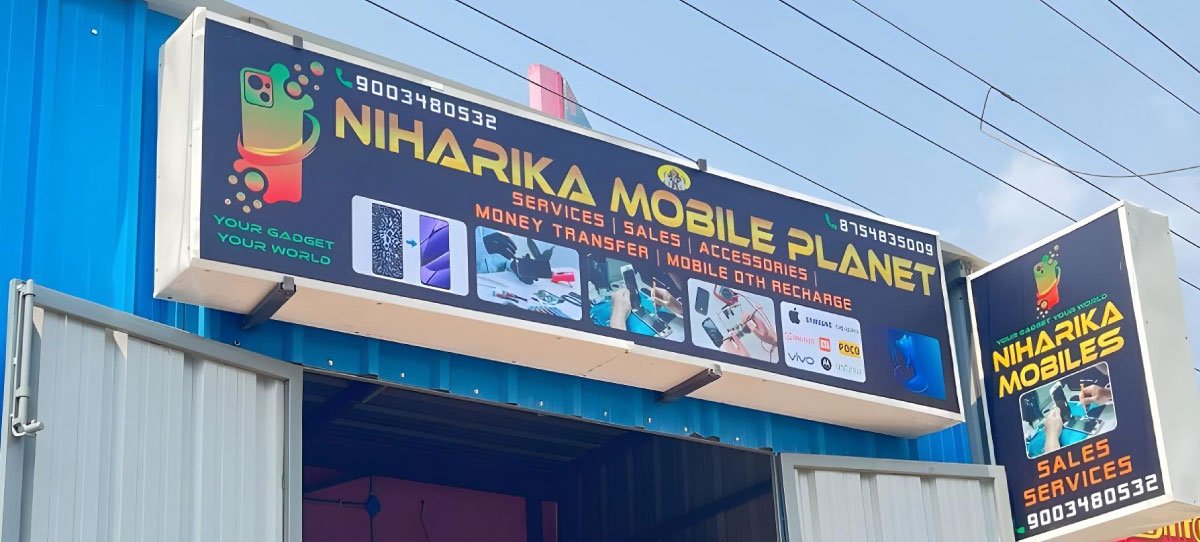 9003480532
NIHARIKA MOBILE PLANET
8754835009
SERVICES | SALES | ACCESSORIES |
MONEY TRANSFER | MOBILE DTH RECHARGE
YOUR GADGET
YOUR WORLD
SAMSUNG
POCO
vivo
YOUR GADGET YOUR WORLD
NIHARIKA
MOBILES
SALES
SERVICES
9003480532